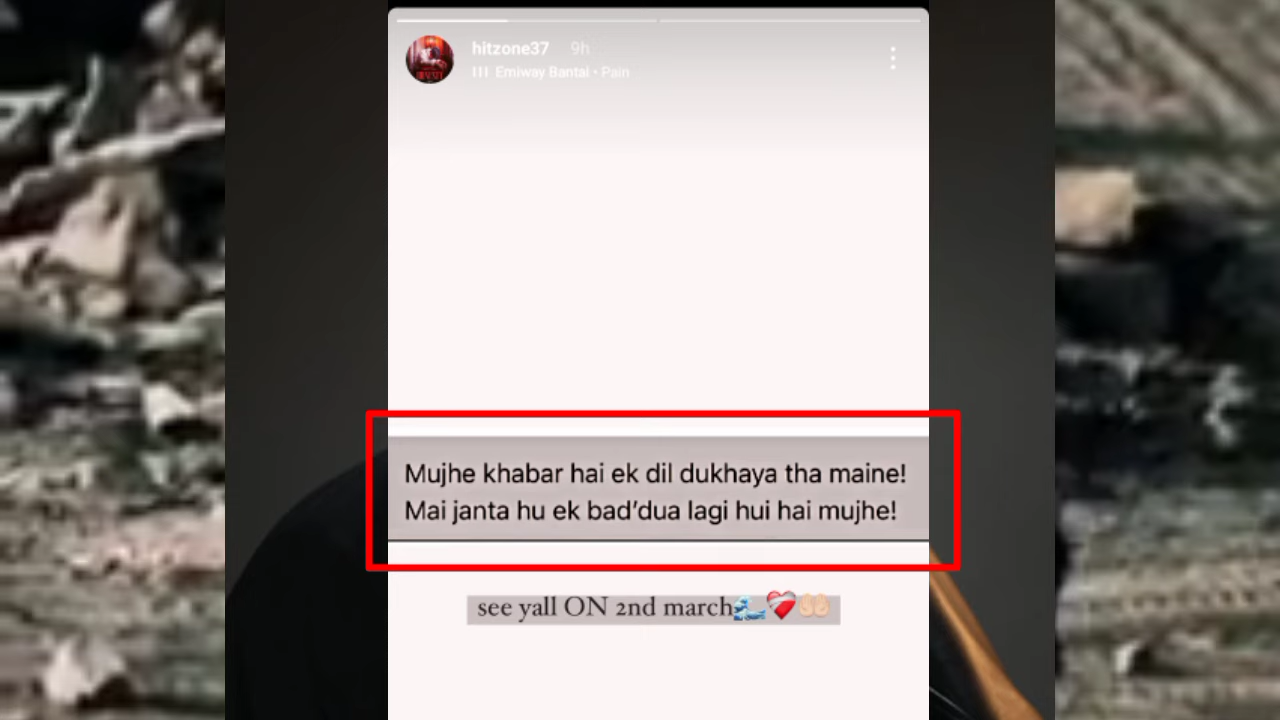 hitzone37 9h
Emiway Bantai • Pain
Mujhe khabar hai ek dil dukhaya tha maine!
Mai janta hu ek bad’dua lagi hui hai mujhe!
see yall ON 2nd march🌊❤️‍🩹🤲🏻